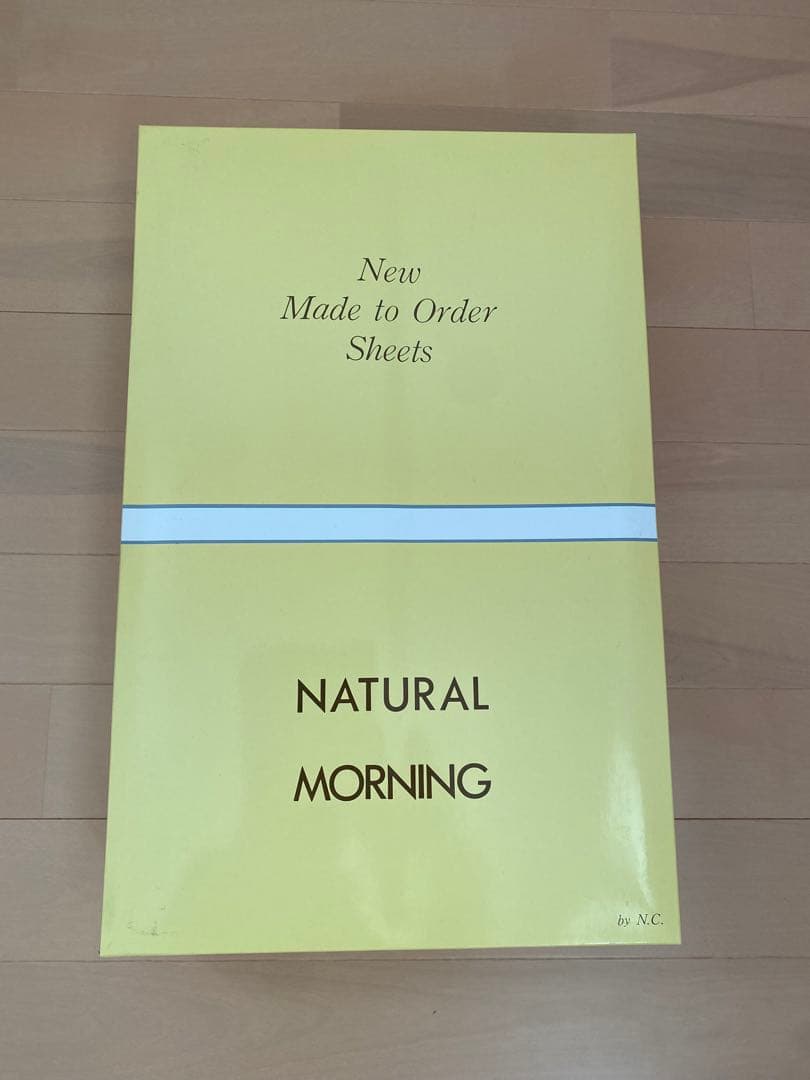 New
Made to Order
Sheets
NATURAL
MORNING
by N.C.